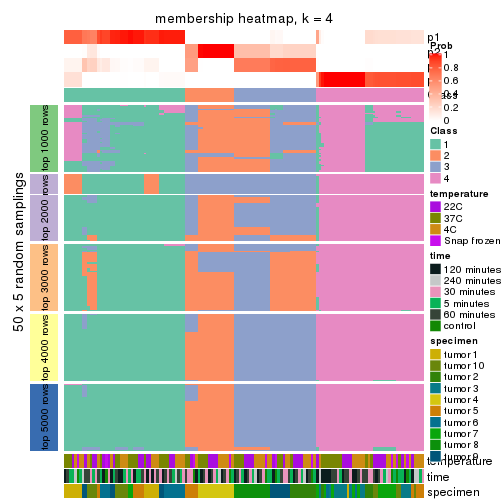 membership heatmap, k = 4
p1
Prob
1
0.8
0.6
0.4
0.2
0
Class
1
2
3
4
temperature
22C
37C
4C
Snap frozen
time
120 minutes
240 minutes
30 minutes
5 minutes
60 minutes
control
specimen
tumor 1
tumor 10
tumor 2
tumor 3
tumor 4
tumor 5
tumor 6
tumor 7
tumor 8
tumor 9
50 x 5 random samplings
top 1000 rows
top 2000 rows
top 3000 rows
top 4000 rows
top 5000 rows
temperature
time
specimen